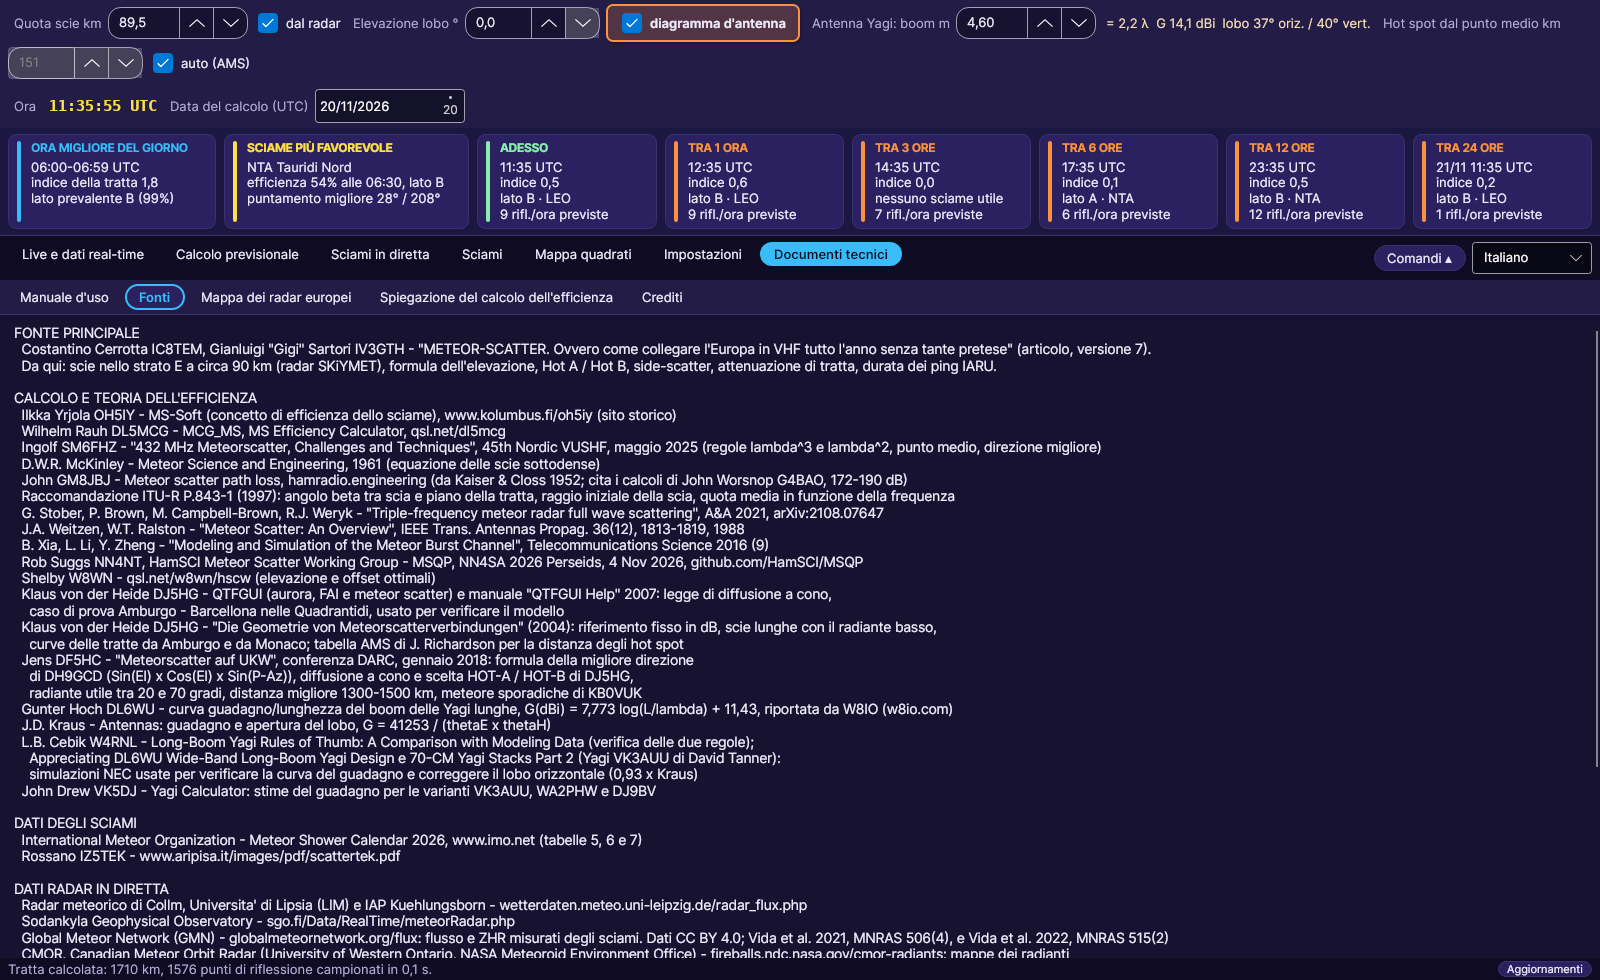 Quota scie km 89,5 dal radar Elevazione lobo ° 0,0 diagramma d'antenna Antenna Yagi: boom m 4,60 = 2,2 λ G 14,1 dBi lobo 37° oriz. / 40° vert. Hot spot dal punto medio km
151 auto (AMS)
Ora 11:35:55 UTC Data del calcolo (UTC) 20/11/2026 20
ORA MIGLIORE DEL GIORNO
06:00-06:59 UTC
indice della tratta 1,8
lato prevalente B (99%)
SCIAME PIÙ FAVOREVOLE
NTA Tauridi Nord
efficienza 54% alle 06:30, lato B
puntamento migliore 28° / 208°
ADESSO
11:35 UTC
indice 0,5
lato B · LEO
9 rifl./ora previste
TRA 1 ORA
12:35 UTC
indice 0,6
lato B · LEO
9 rifl./ora previste
TRA 3 ORE
14:35 UTC
indice 0,0
nessuno sciame utile
7 rifl./ora previste
TRA 6 ORE
17:35 UTC
indice 0,1
lato A · NTA
6 rifl./ora previste
TRA 12 ORE
23:35 UTC
indice 0,5
lato B · NTA
12 rifl./ora previste
TRA 24 ORE
21/11 11:35 UTC
indice 0,2
lato B · LEO
1 rifl./ora previste
Live e dati real-time Calcolo previsionale Sciami in diretta Sciami Mappa quadrati Impostazioni Documenti tecnici Comandi ▴ Italiano
Manuale d'uso Fonti Mappa dei radar europei Spiegazione del calcolo dell'efficienza Crediti
FONTE PRINCIPALE
Costantino Cerrotta IC8TEM, Gianluigi "Gigi" Sartori IV3GTH - "METEOR-SCATTER. Ovvero come collegare l'Europa in VHF tutto l'anno senza tante pretese" (articolo, versione 7).
Da qui: scie nello strato E a circa 90 km (radar SKiYMET), formula dell'elevazione, Hot A / Hot B, side-scatter, attenuazione di tratta, durata dei ping IARU.
CALCOLO E TEORIA DELL'EFFICIENZA
Ilkka Yrjola OH5IY - MS-Soft (concetto di efficienza dello sciame), www.kolumbus.fi/oh5iy (sito storico)
Wilhelm Rauh DL5MCG - MCG_MS, MS Efficiency Calculator, qsl.net/dl5mcg
Ingolf SM6FHZ - "432 MHz Meteorscatter, Challenges and Techniques", 45th Nordic VUSHF, maggio 2025 (regole lambda^3 e lambda^2, punto medio, direzione migliore)
D.W.R. McKinley - Meteor Science and Engineering, 1961 (equazione delle scie sottodense)
John GM8JBJ - Meteor scatter path loss, hamradio.engineering (da Kaiser & Closs 1952; cita i calcoli di John Worsnop G4BAO, 172-190 dB)
Raccomandazione ITU-R P.843-1 (1997): angolo beta tra scia e piano della tratta, raggio iniziale della scia, quota media in funzione della frequenza
G. Stober, P. Brown, M. Campbell-Brown, R.J. Weryk - "Triple-frequency meteor radar full wave scattering", A&A 2021, arXiv:2108.07647
J.A. Weitzen, W.T. Ralston - "Meteor Scatter: An Overview", IEEE Trans. Antennas Propag. 36(12), 1813-1819, 1988
B. Xia, L. Li, Y. Zheng - "Modeling and Simulation of the Meteor Burst Channel", Telecommunications Science 2016 (9)
Rob Suggs NN4NT, HamSCI Meteor Scatter Working Group - MSQP, NN4SA 2026 Perseids, 4 Nov 2026, github.com/HamSCI/MSQP
Shelby W8WN - qsl.net/w8wn/hscw (elevazione e offset ottimali)
Klaus von der Heide DJ5HG - QTFGUI (aurora, FAI e meteor scatter) e manuale "QTFGUI Help" 2007: legge di diffusione a cono,
caso di prova Amburgo - Barcellona nelle Quadrantidi, usato per verificare il modello
Klaus von der Heide DJ5HG - "Die Geometrie von Meteorscatterverbindungen" (2004): riferimento fisso in dB, scie lunghe con il radiante basso,
curve delle tratte da Amburgo e da Monaco; tabella AMS di J. Richardson per la distanza degli hot spot
Jens DF5HC - "Meteorscatter auf UKW", conferenza DARC, gennaio 2018: formula della migliore direzione
di DH9GCD (Sin(El) x Cos(El) x Sin(P-Az)), diffusione a cono e scelta HOT-A / HOT-B di DJ5HG,
radiante utile tra 20 e 70 gradi, distanza migliore 1300-1500 km, meteore sporadiche di KB0VUK
Gunter Hoch DL6WU - curva guadagno/lunghezza del boom delle Yagi lunghe, G(dBi) = 7,773 log(L/lambda) + 11,43, riportata da W8IO (w8io.com)
J.D. Kraus - Antennas: guadagno e apertura del lobo, G = 41253 / (thetaE x thetaH)
L.B. Cebik W4RNL - Long-Boom Yagi Rules of Thumb: A Comparison with Modeling Data (verifica delle due regole);
Appreciating DL6WU Wide-Band Long-Boom Yagi Design e 70-CM Yagi Stacks Part 2 (Yagi VK3AUU di David Tanner):
simulazioni NEC usate per verificare la curva del guadagno e correggere il lobo orizzontale (0,93 x Kraus)
John Drew VK5DJ - Yagi Calculator: stime del guadagno per le varianti VK3AUU, WA2PHW e DJ9BV
DATI DEGLI SCIAMI
International Meteor Organization - Meteor Shower Calendar 2026, www.imo.net (tabelle 5, 6 e 7)
Rossano IZ5TEK - www.aripisa.it/images/pdf/scattertek.pdf
DATI RADAR IN DIRETTA
Radar meteorico di Collm, Universita' di Lipsia (LIM) e IAP Kuehlungsborn - wetterdaten.meteo.uni-leipzig.de/radar_flux.php
Sodankyla Geophysical Observatory - sgo.fi/Data/RealTime/meteorRadar.php
Global Meteor Network (GMN) - globalmeteornetwork.org/flux: flusso e ZHR misurati degli sciami. Dati CC BY 4.0; Vida et al. 2021, MNRAS 506(4), e Vida et al. 2022, MNRAS 515(2)
CMOR, Canadian Meteor Orbit Radar (University of Western Ontario, NASA Meteoroid Environment Office) - fireballs.ndc.nasa.gov/cmor-radiants: mappe dei radianti
Tratta calcolata: 1710 km, 1576 punti di riflessione campionati in 0,1 s. Aggiornamenti